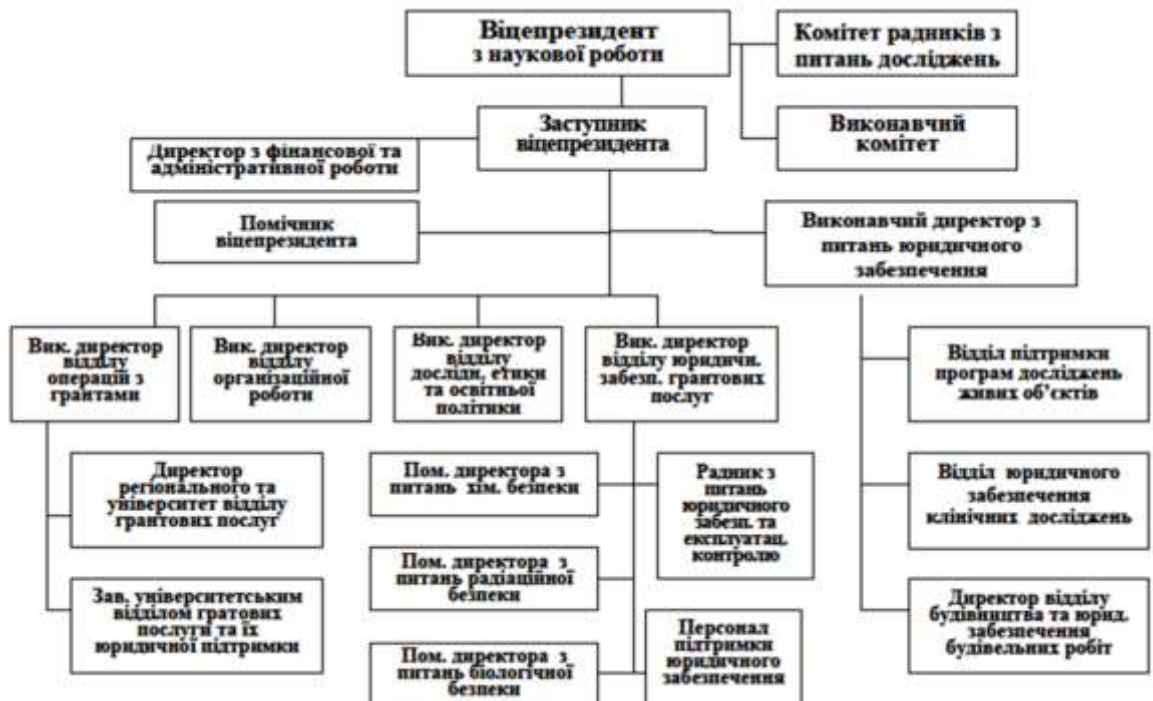 Віцепрезидент
з наукової роботи
Комітет радників з
питань досліджень
Заступник
віцепрезидента
Виконавчий
комітет
Директор з фінансової та
адміністративної роботи
Помічник
віцепрезидента
Виконавчий директор з
питань юридичного
забезпечення
Вик. директор
відділу
операцій з
грантами
Вик. директор
відділу
організаційної
роботи
Вик. директор
відділу
дослідн. етики
та освітньої
політики
Вик. директор
відділу юридичн.
забезп. грантових
послуг
Відділ підтримки
програм досліджень
живих об’єктів
Директор
регіонального та
університет відділу
грантових послуг
Пом. директора з
питань хім. безпеки
Радник з
питань
юридичного
забезп. та
експлуатац.
контролю
Відділ юридичного
забезпечення
клінічних досліджень
Пом. директора з
питань радіаційної
безпеки
Зав. університетським
відділом гратових
послуги та їх
юридичної підтримки
Директор відділу
будівництва та юрид.
забезпечення
будівельних робіт
Пом. директора з
питань біологічної
безпеки
Персонал
підтримки
юридичного
забезпечення